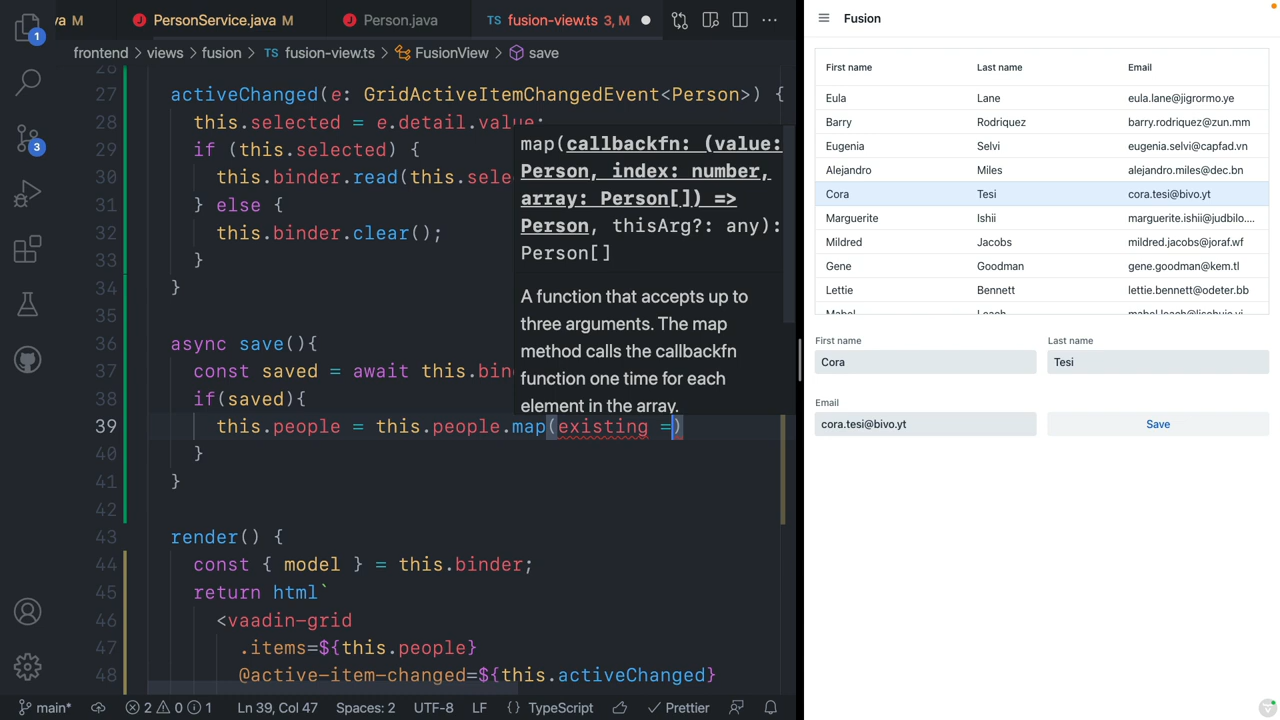 va M
PersonService.java M
Person.java
TS fusion-view.ts 3, M
frontend > views > fusion > TS fusion-view.ts > FusionView > save
27 activeChanged(e: GridActiveItemChangedEvent<Person>) {
28 this.selected = e.detail.value;
29 if (this.selected) {
30 this.binder.read(this.sele
31 } else {
32 this.binder.clear();
33 }
34 }
35
36 async save(){
37 const saved = await this.bin
38 if(saved){
39 this.people = this.people.map(existing =)
40 }
41 }
42
43 render() {
44 const { model } = this.binder;
45 return html`
46 <vaadin-grid
47 .items=${this.people}
48 @active-item-changed=${this.activeChanged}
map(callbackfn: (value:
Person, index: number,
array: Person[]) =>
Person, thisArg?: any):
Person[]
A function that accepts up to
three arguments. The map
method calls the callbackfn
function one time for each
element in the array.
1
3
main* 2 0 1 Ln 39, Col 47 Spaces: 2 UTF-8 LF {} TypeScript Prettier
Fusion
First name Last name Email
Eula Lane eula.lane@jigrormo.ye
Barry Rodriquez barry.rodriquez@zun.mm
Eugenia Selvi eugenia.selvi@capfad.vn
Alejandro Miles alejandro.miles@dec.bn
Cora Tesi cora.tesi@bivo.yt
Marguerite Ishii marguerite.ishii@judbilo....
Mildred Jacobs mildred.jacobs@joraf.wf
Gene Goodman gene.goodman@kem.tl
Lettie Bennett lettie.bennett@odeter.bb
First name Last name
Cora Tesi
Email
cora.tesi@bivo.yt Save